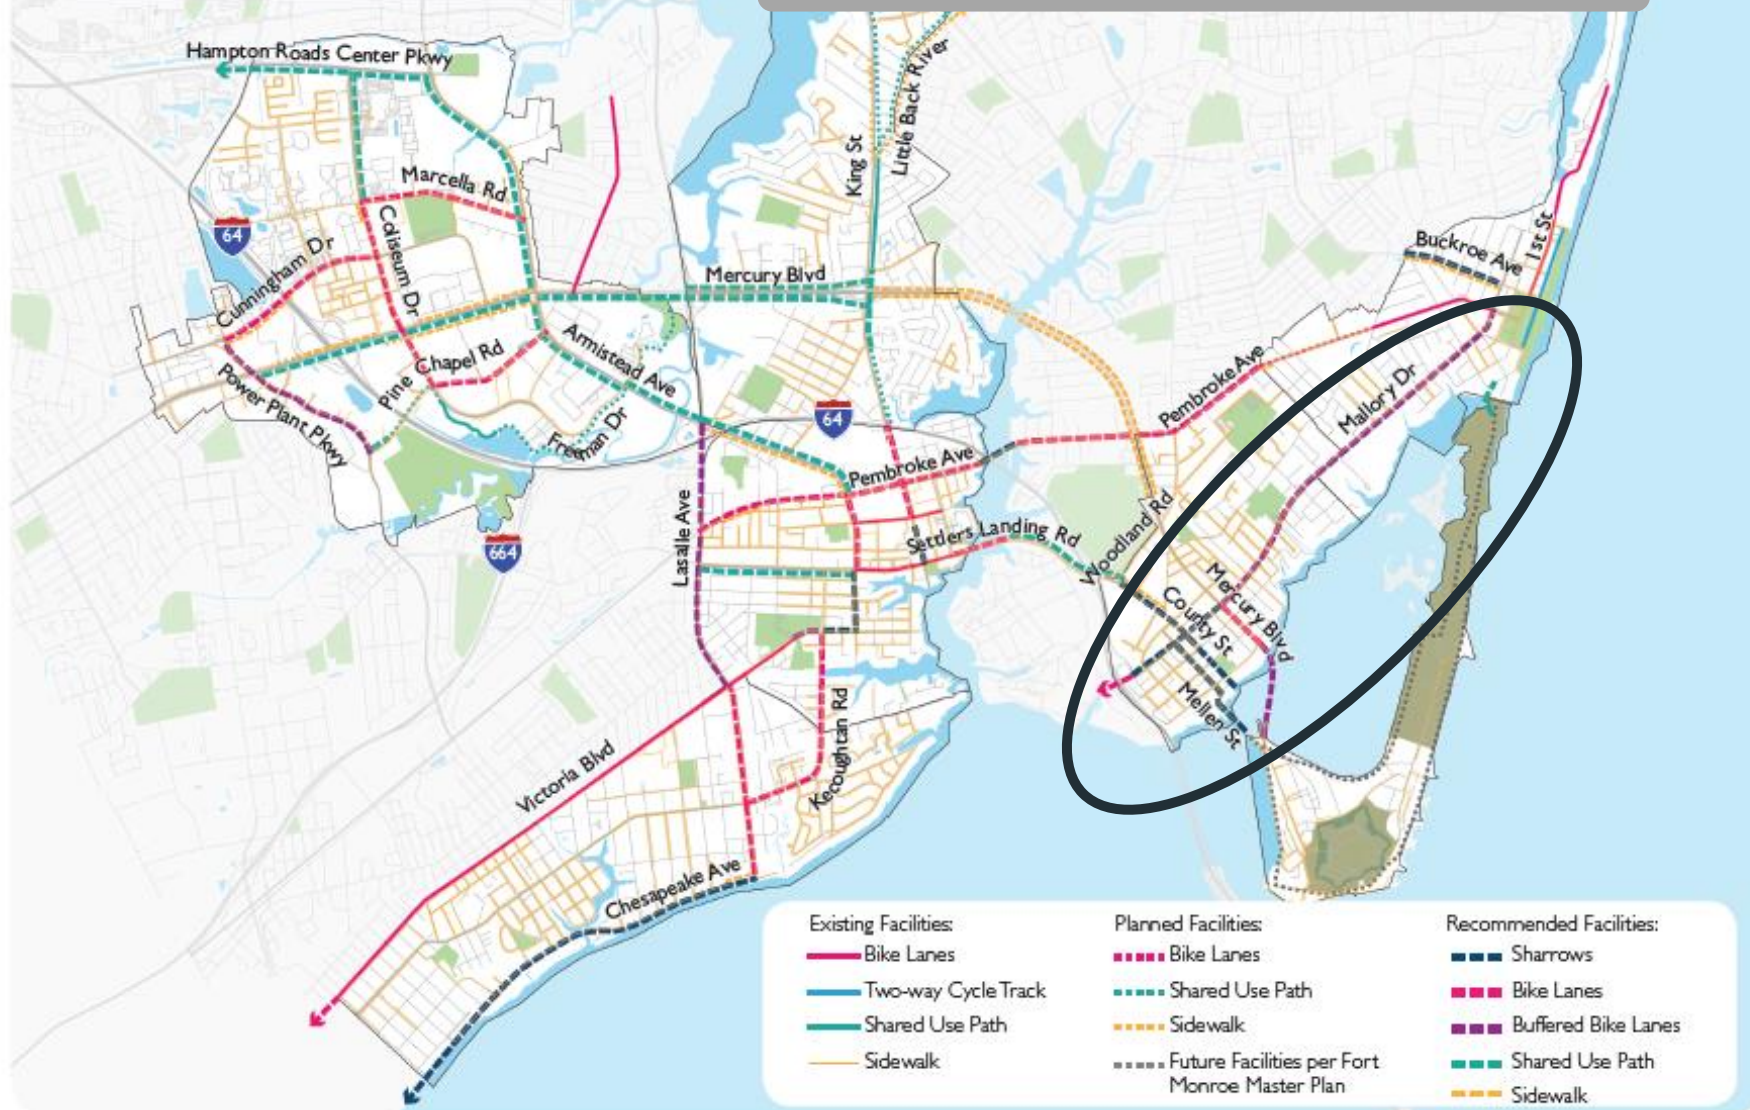 Hampton Roads Center Pkwy
Little Back River
King St
Marcella Rd
64
Coliseum Dr
Cunningham Dr
Mercury Blvd
1st St
Buckroe Ave
Armistead Ave
Pine Chapel Rd
Power Plant Pkwy
Freeman Dr
64
Pembroke Ave
Mallory Dr
Pembroke Ave
Lasalle Ave
664
Settlers Landing Rd
Woodland Rd
Mercury Blvd
County St
Mellen St
Kecoughtan Rd
Victoria Blvd
Chesapeake Ave
Existing Facilities:
Bike Lanes
Two-way Cycle Track
Shared Use Path
Sidewalk
Planned Facilities:
Bike Lanes
Shared Use Path
Sidewalk
Future Facilities per Fort
Monroe Master Plan
Recommended Facilities:
Sharrows
Bike Lanes
Buffered Bike Lanes
Shared Use Path
Sidewalk